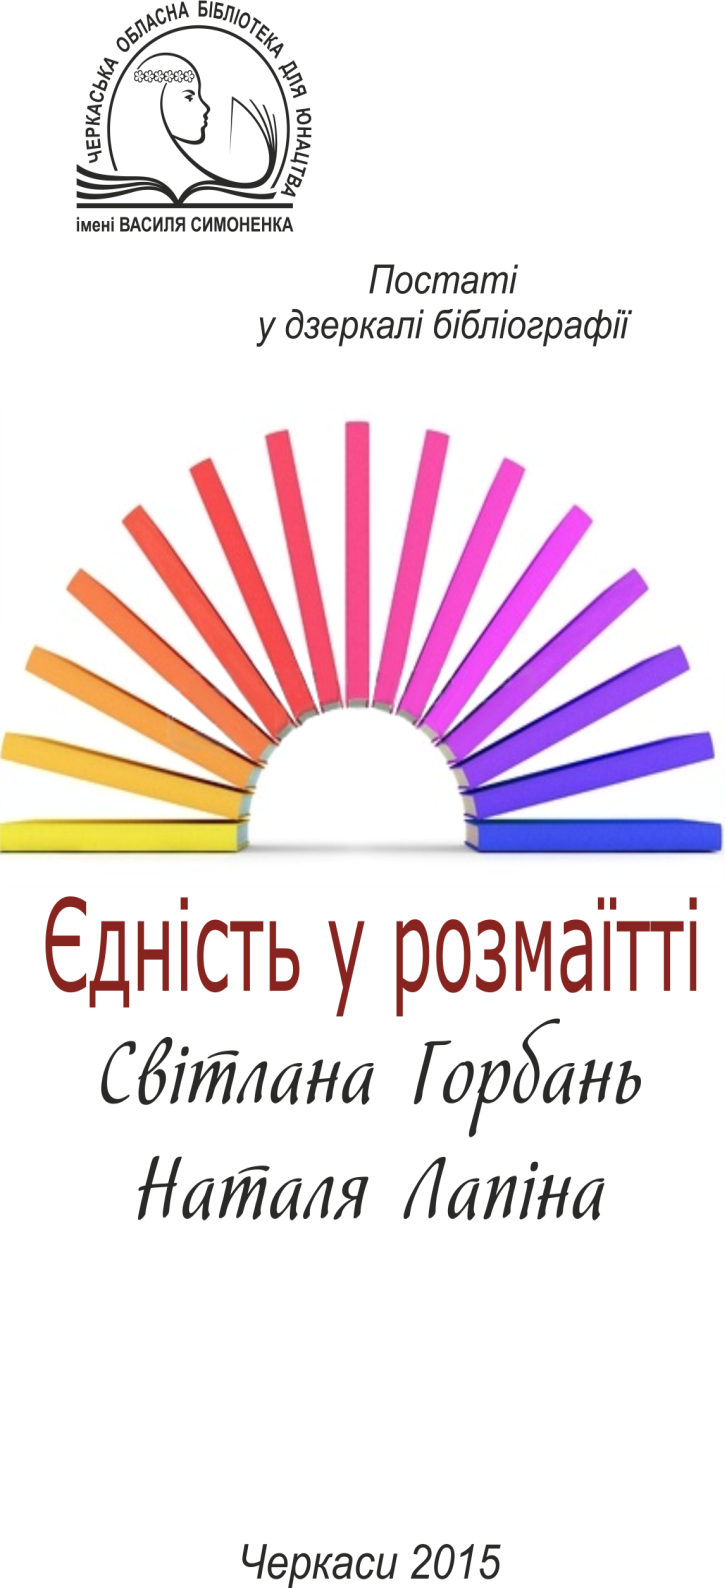 ЧЕРКАСЬКА ОБЛАСНА БІБЛІОТЕКА ДЛЯ ЮНАЦТВА
імені ВАСИЛЯ СИМОНЕНКА
Постаті
у дзеркалі бібліографії
Єдність у розмаїтті
Світлана Горбань
Наталя Лапіна
Черкаси 2015